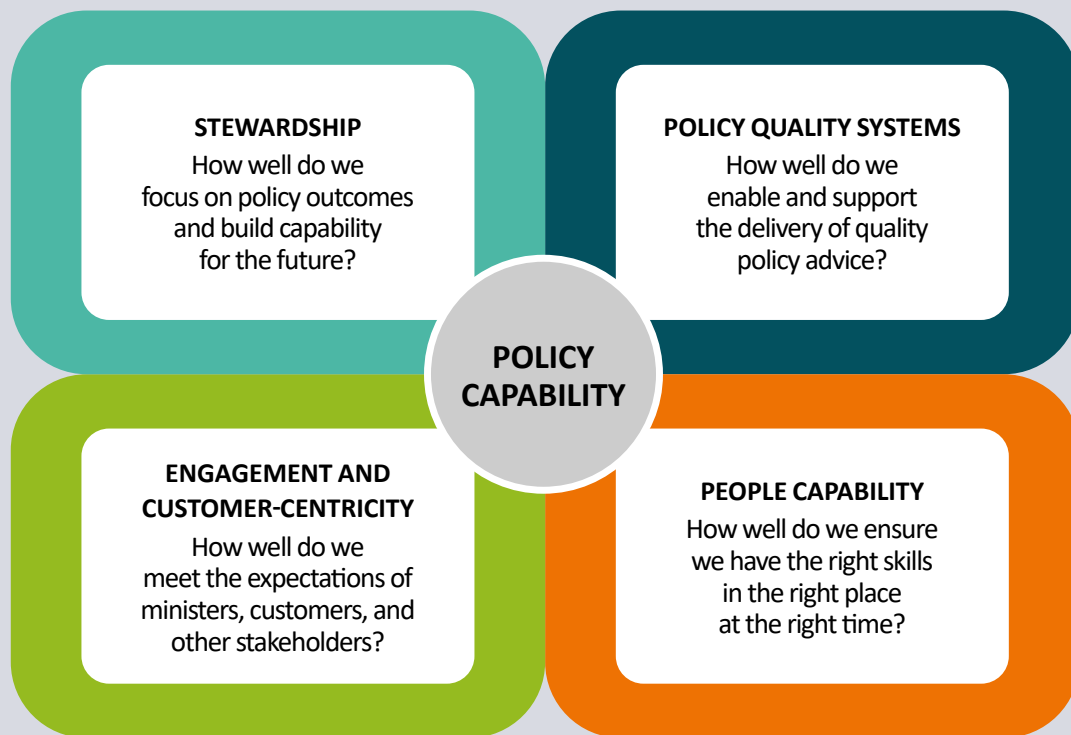 STEWARDSHIP
How well do we
focus on policy outcomes
and build capability
for the future?
POLICY QUALITY SYSTEMS
How well do we
enable and support
the delivery of quality
policy advice?
POLICY
CAPABILITY
ENGAGEMENT AND
CUSTOMER-CENTRICITY
How well do we
meet the expectations of
ministers, customers, and
other stakeholders?
PEOPLE CAPABILITY
How well do we ensure
we have the right skills
in the right place
at the right time?